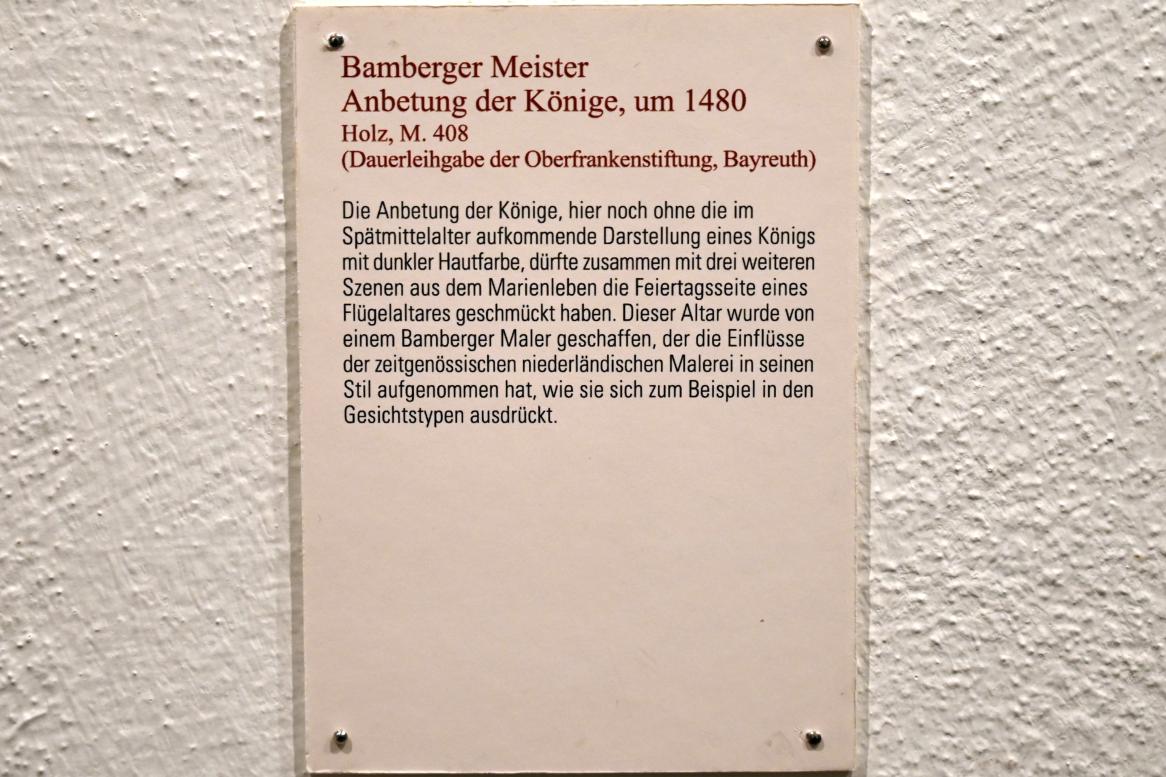 Bamberger Meister
Anbetung der Könige, um 1480
Holz, M. 408
(Dauerleihgabe der Oberfrankenstiftung, Bayreuth)
Die Anbetung der Könige, hier noch ohne die im
Spätmittelalter aufkommende Darstellung eines Königs
mit dunkler Hautfarbe, dürfte zusammen mit drei weiteren
Szenen aus dem Marienleben die Feiertagsseite eines
Flügelaltares geschmückt haben. Dieser Altar wurde von
einem Bamberger Maler geschaffen, der die Einflüsse
der zeitgenössischen niederländischen Malerei in seinen
Stil aufgenommen hat, wie sie sich zum Beispiel in den
Gesichtstypen ausdrückt.